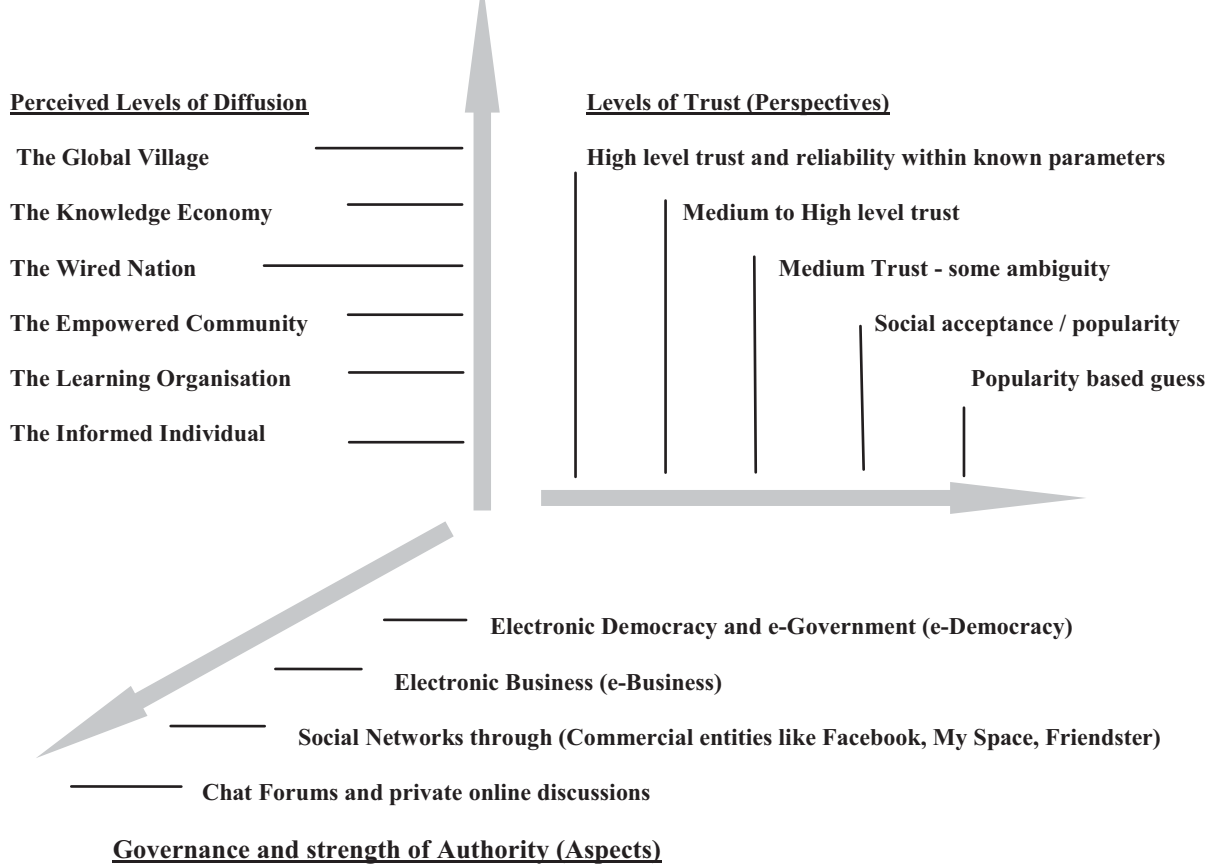 Perceived Levels of Diffusion
The Global Village
The Knowledge Economy
The Wired Nation
The Empowered Community
The Learning Organisation
The Informed Individual
Levels of Trust (Perspectives)
High level trust and reliability within known parameters
Medium to High level trust
Medium Trust - some ambiguity
Social acceptance / popularity
Popularity based guess
Electronic Democracy and e-Government (e-Democracy)
Electronic Business (e-Business)
Social Networks through (Commercial entities like Facebook, My Space, Friendster)
Chat Forums and private online discussions
Governance and strength of Authority (Aspects)